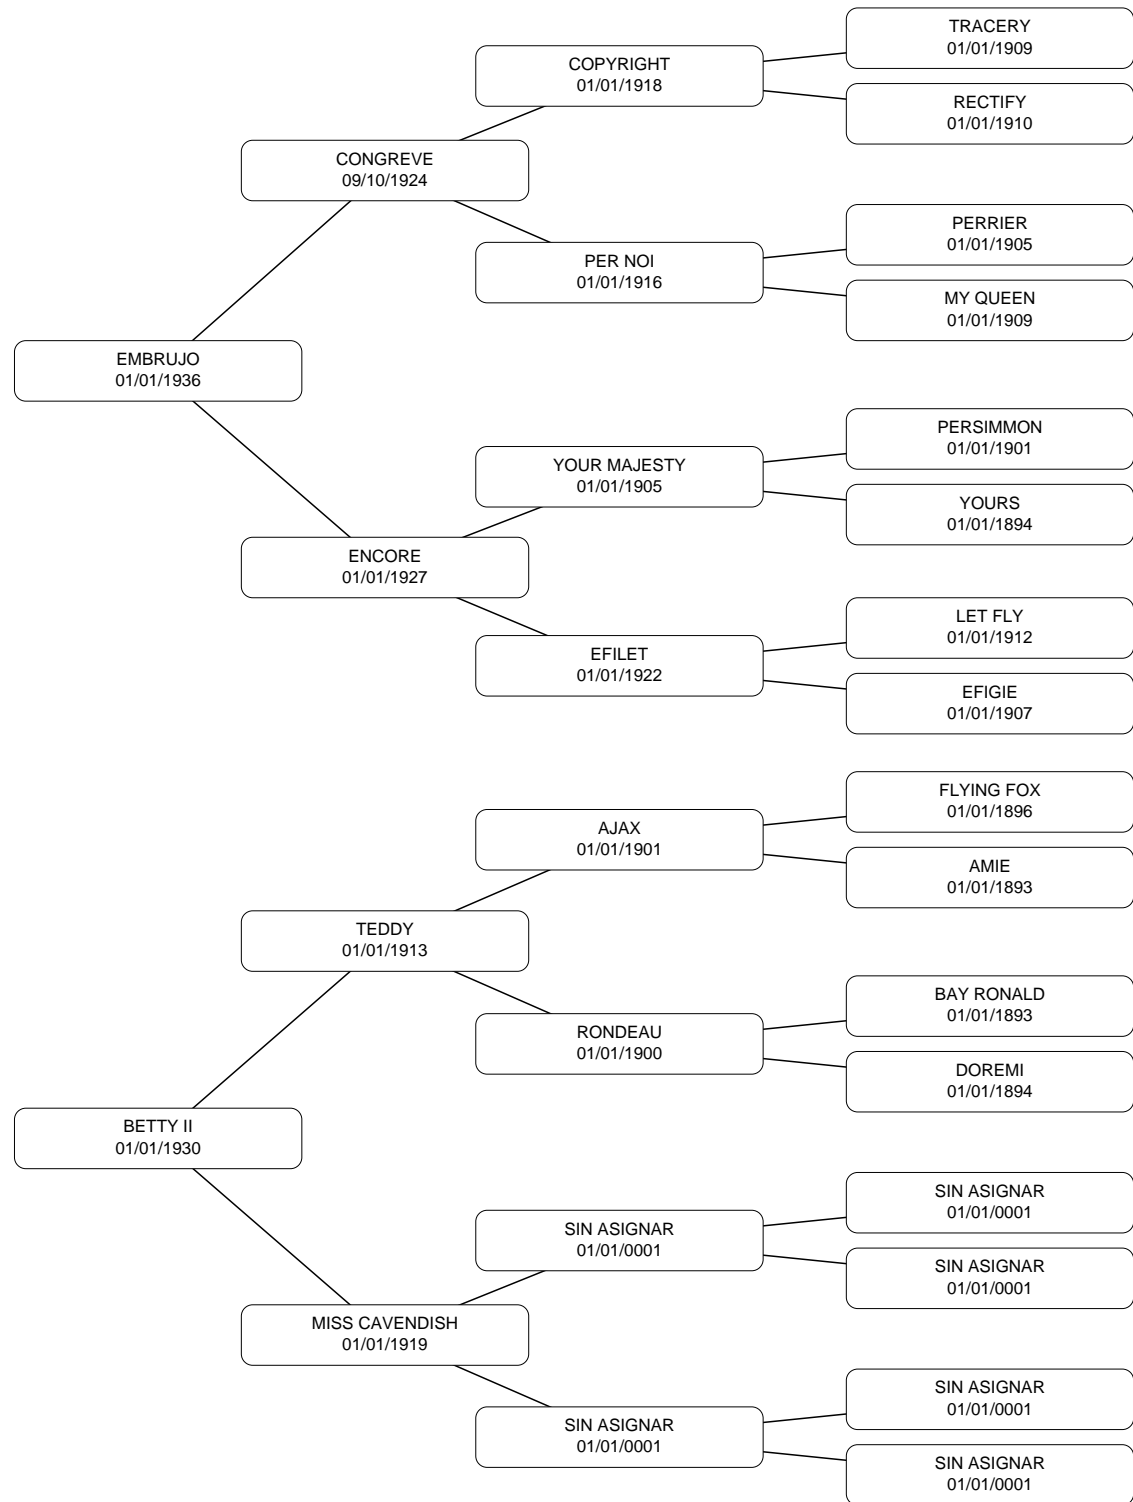 TRACERY
01/01/1909
COPYRIGHT
01/01/1918
RECTIFY
01/01/1910
CONGREVE
09/10/1924
PERRIER
01/01/1905
PER NOI
01/01/1916
MY QUEEN
01/01/1909
EMBRUJO
01/01/1936
PERSIMMON
01/01/1901
YOUR MAJESTY
01/01/1905
YOURS
01/01/1894
ENCORE
01/01/1927
LET FLY
01/01/1912
EFILET
01/01/1922
EFIGIE
01/01/1907
FLYING FOX
01/01/1896
AJAX
01/01/1901
AMIE
01/01/1893
TEDDY
01/01/1913
BAY RONALD
01/01/1893
RONDEAU
01/01/1900
DOREMI
01/01/1894
BETTY II
01/01/1930
SIN ASIGNAR
01/01/0001
SIN ASIGNAR
01/01/0001
SIN ASIGNAR
01/01/0001
MISS CAVENDISH
01/01/1919
SIN ASIGNAR
01/01/0001
SIN ASIGNAR
01/01/0001
SIN ASIGNAR
01/01/0001